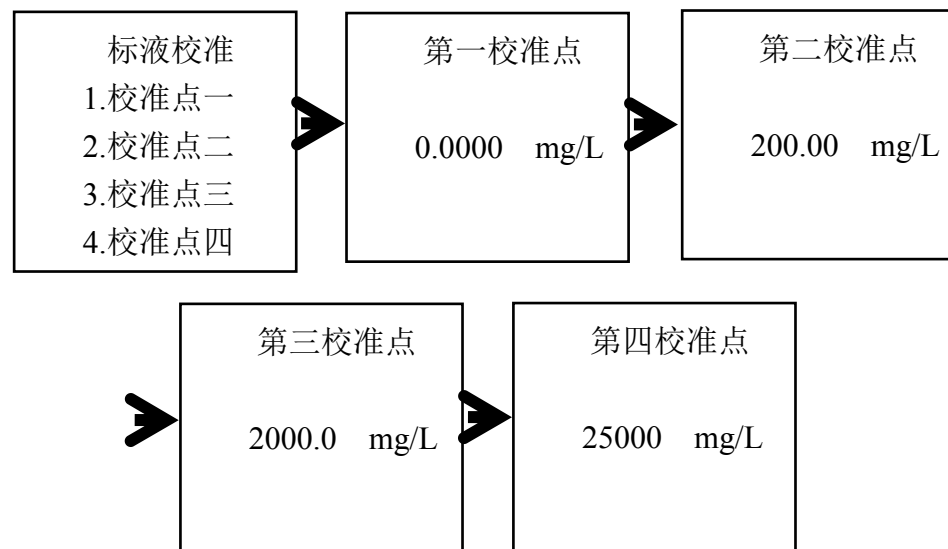 标液校准
1.校准点一
2.校准点二
3.校准点三
4.校准点四
第一校准点
0.0000 mg/L
第二校准点
200.00 mg/L
第三校准点
2000.0 mg/L
第四校准点
25000 mg/L